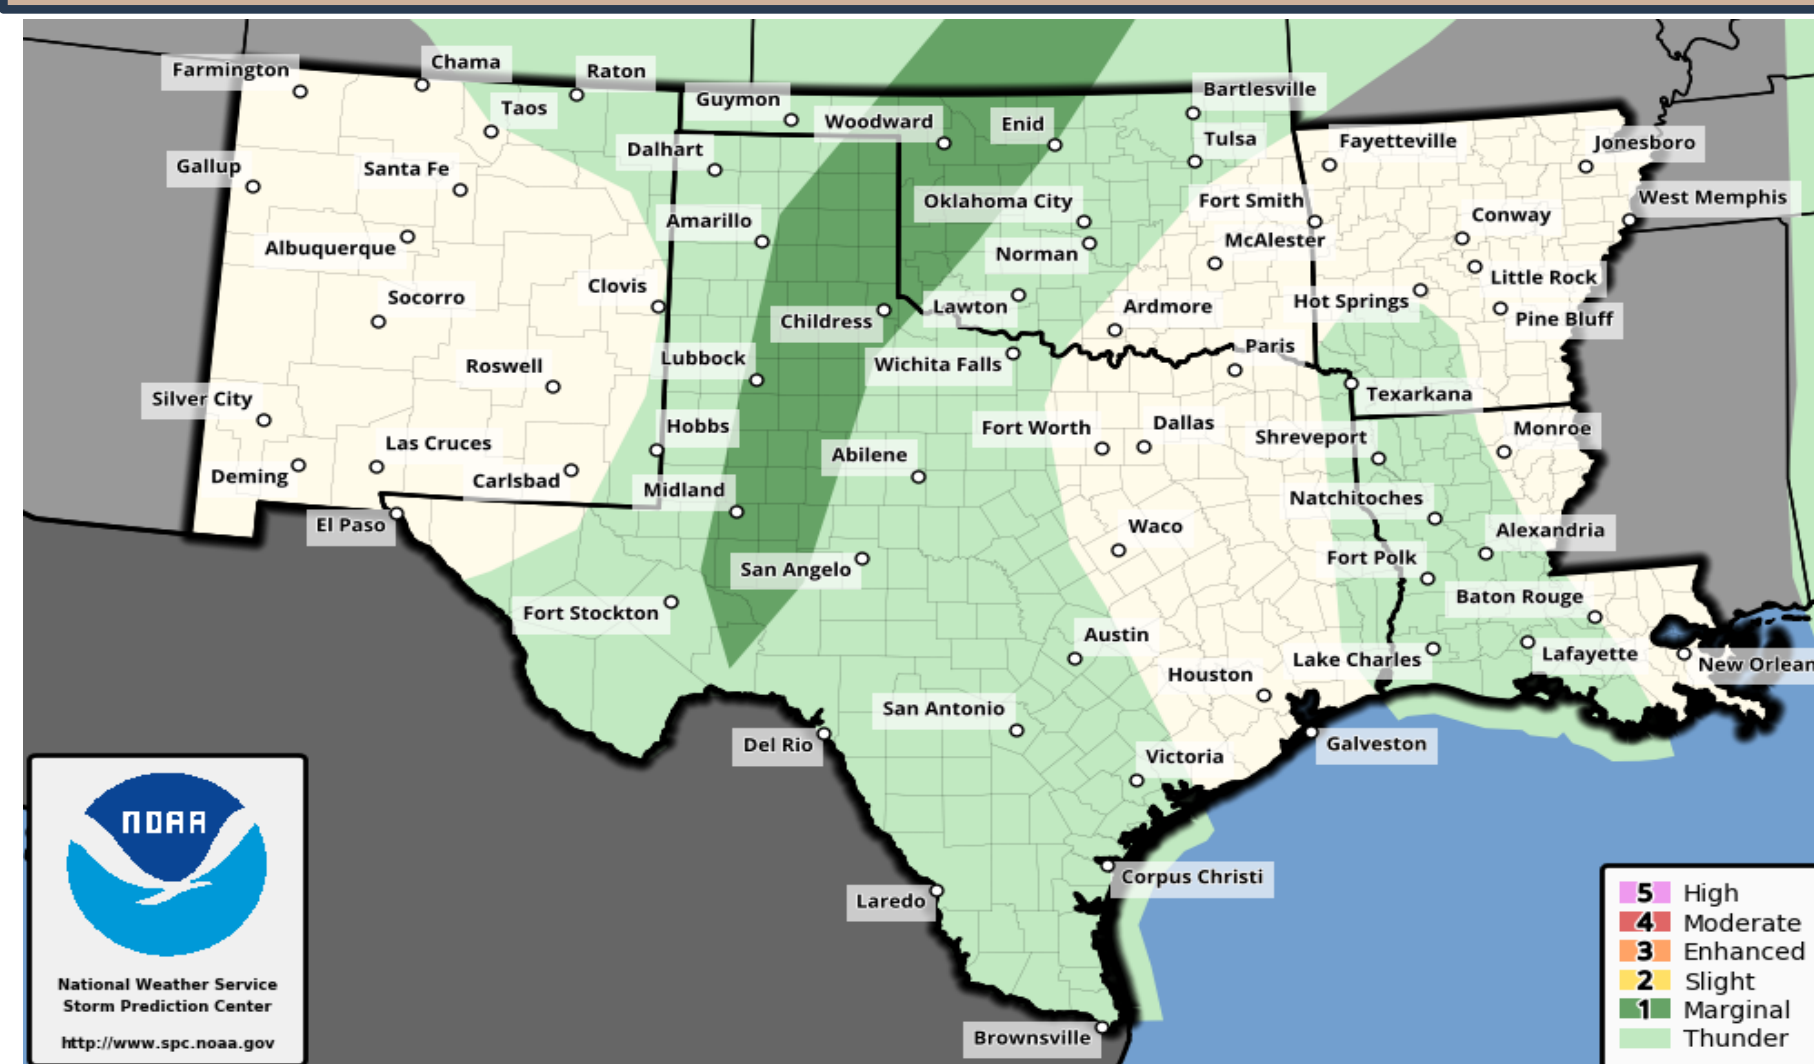 Farmington
Chama
Raton
Taos
Guymon
Woodward
Enid
Bartlesville
Tulsa
Fayetteville
Jonesboro
Gallup
Santa Fe
Dalhart
Oklahoma City
Fort Smith
Conway
West Memphis
Albuquerque
Amarillo
Norman
McAlester
Little Rock
Socorro
Clovis
Childress
Lawton
Ardmore
Hot Springs
Pine Bluff
Roswell
Lubbock
Wichita Falls
Paris
Texarkana
Silver City
Las Cruces
Hobbs
Abilene
Fort Worth
Dallas
Shreveport
Monroe
Deming
Carlsbad
Midland
Natchitoches
El Paso
Waco
Alexandria
San Angelo
Fort Polk
Fort Stockton
Baton Rouge
Austin
Lake Charles
Lafayette
New Orlean
Houston
San Antonio
Del Rio
Victoria
Galveston
Corpus Christi
Laredo
Brownsville
NOAA
National Weather Service
Storm Prediction Center
http://www.spc.noaa.gov
5 High
4 Moderate
3 Enhanced
2 Slight
1 Marginal
Thunder